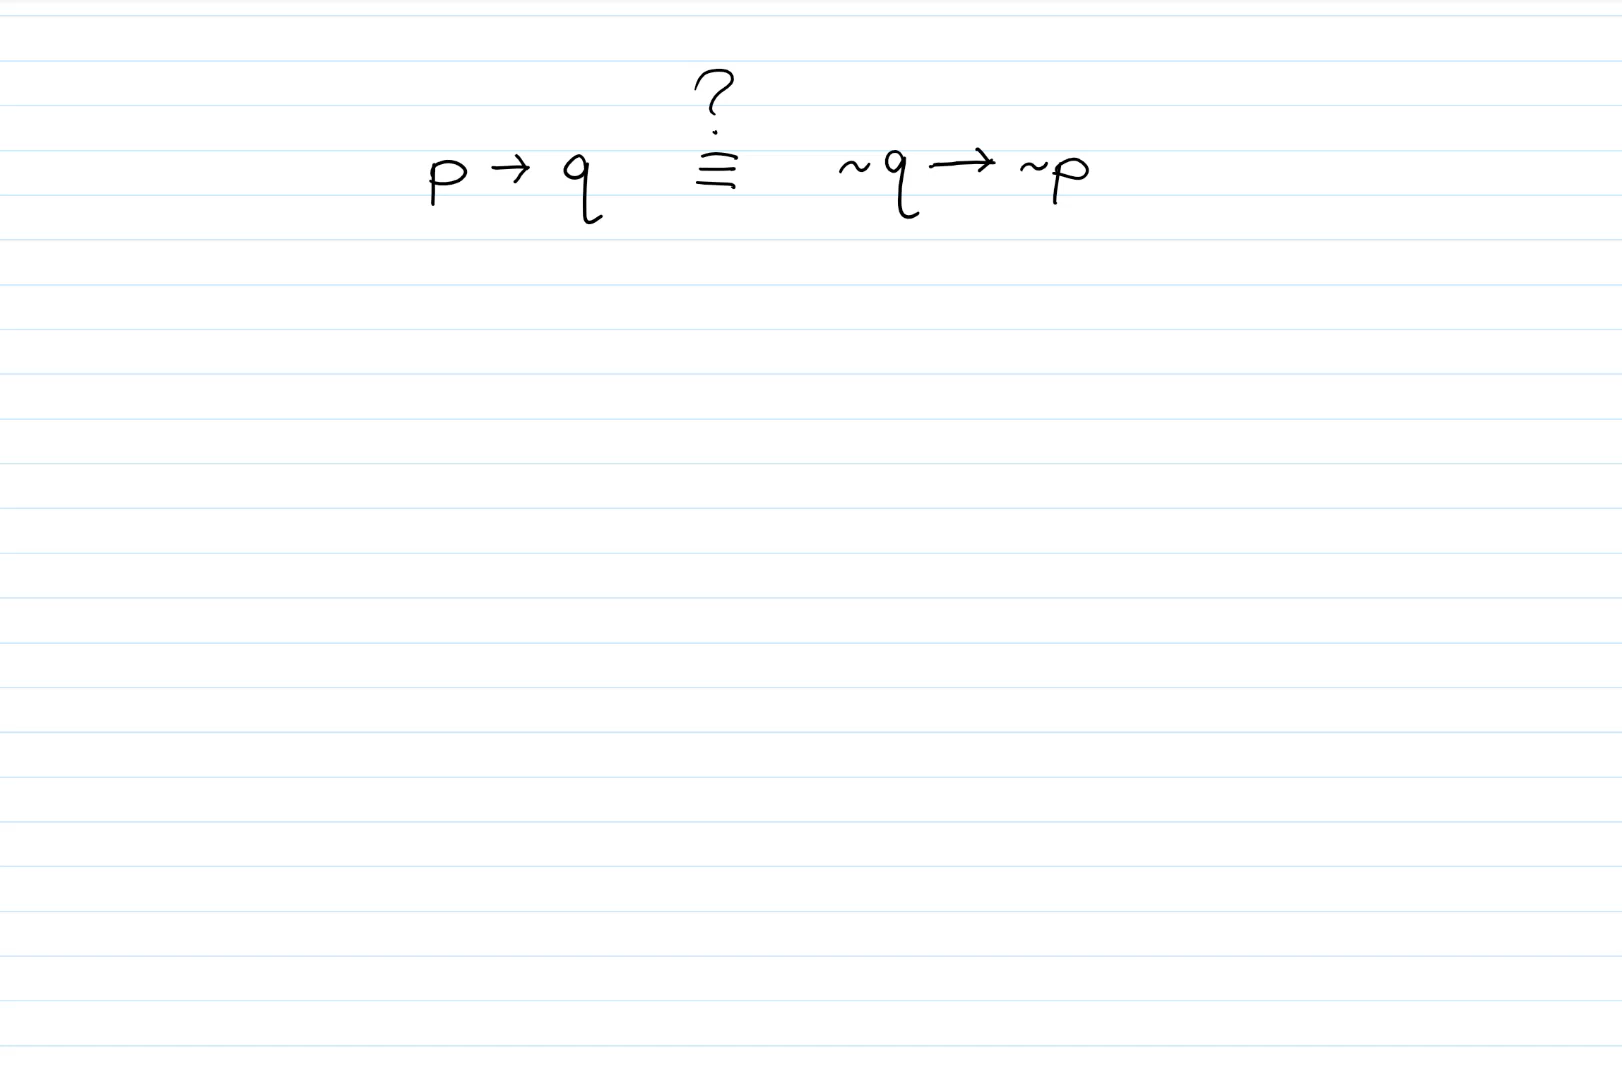 ?
p → q ≡ ~q → ~p